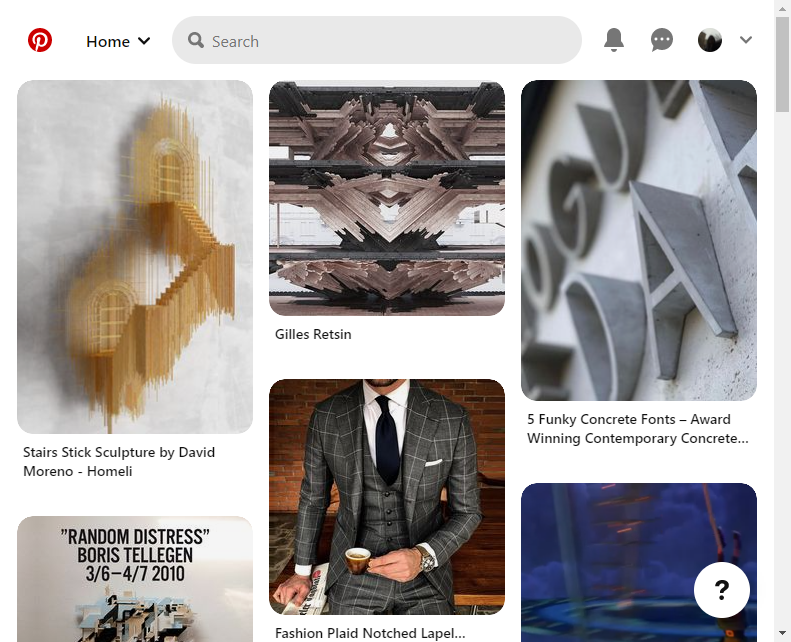 Home
Search
Stairs Stick Sculpture by David
Moreno - Homeli
"RANDOM DISTRESS"
BORIS TELLEGEN
3/6–4/7 2010
Gilles Retsin
Fashion Plaid Notched Lapel...
5 Funky Concrete Fonts – Award
Winning Contemporary Concrete...
?